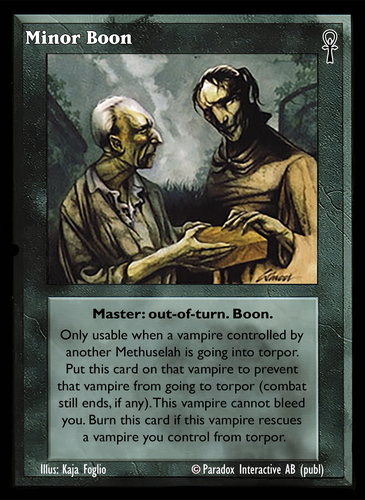 Minor Boon
Master: out-of-turn. Boon.
Only usable when a vampire controlled by
another Methuselah is going into torpor.
Put this card on that vampire to prevent
that vampire from going to torpor (combat
still ends, if any). This vampire cannot bleed
you. Burn this card if this vampire rescues
a vampire you control from torpor.
Illus: Kaja Foglio © Paradox Interactive AB (publ)